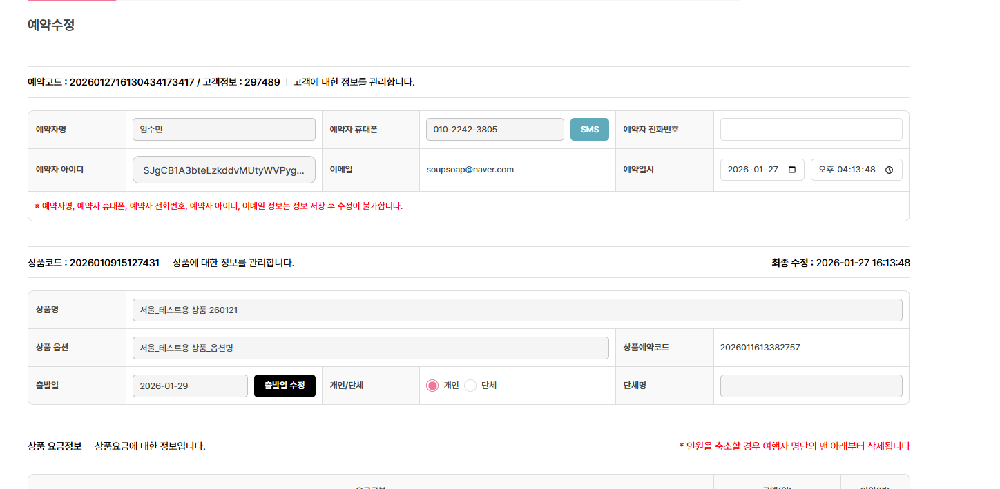 예약수정
예약코드 : 2026012716130434173417 / 고객정보 : 297489 고객에 대한 정보를 관리합니다.
예약자명 임수민 예약자 휴대폰 010-2242-3805 SMS 예약자 전화번호
예약자 아이디 SJgCB1A3bteLzkddvMUtyWVPyg... 이메일 soupsoap@naver.com 예약일시 2026-01-27 오후 04:13:48
※ 예약자명, 예약자 휴대폰, 예약자 전화번호, 예약자 아이디, 이메일 정보는 정보 저장 후 수정이 불가합니다.
상품코드 : 2026010915127431 상품에 대한 정보를 관리합니다. 최종 수정 : 2026-01-27 16:13:48
상품명 서울_테스트용 상품 260121
상품 옵션 서울_테스트용 상품_옵션명 상품예약코드 2026011613382757
출발일 2026-01-29 출발일 수정 개인/단체 개인 단체 단체명
상품 요금정보 상품요금에 대한 정보입니다. * 인원을 축소할 경우 여행자 명단의 맨 아래부터 삭제됩니다